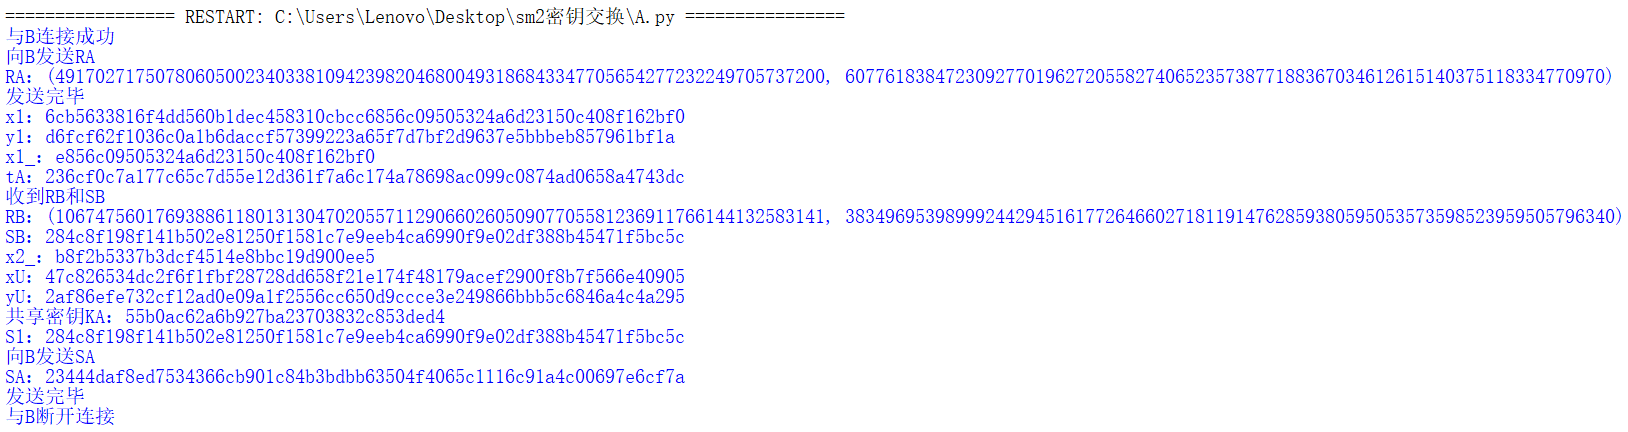 ================= RESTART: C:\Users\Lenovo\Desktop\sm2密钥交换\A.py ================
与B连接成功
向B发送RA
RA: (49170271750780605002340338109423982046800493186843347705654277232249705737200, 60776183847230927701962720558274065235738771883670346126151403751183347709​70)
发送完毕
x1: 6cb5633816f4dd560b1dec458310cbcc6856c09505324a6d23150c408f162bf0
y1: d6fcf62f1036c0a1b6daccf57399223a65f7d7bf2d9637e5bbbeb857961bf1a
x1_: e856c09505324a6d23150c408f162bf0
tA: 236cf0c7a177c65c7d55e12d361f7a6c174a78698ac099c0874ad0658a4743dc
收到RB和SB
RB: (106747560176938861180131304702055711290660260509077055812369117661441325831​41, 38349695398999244294516177264660271811914762859380595053573598523959505796340)
SB: 284c8f198f141b502e81250f1581c7e9eeb4ca6990f9e02df388b45471f5bc5c
x2_: b8f2b5337b3dcf4514e8bbc19d900ee5
xU: 47c826534dc2f6f1fbf28728dd658f21e174f48179acef2900f8b7f566e40905
yU: 2af86efe732cf12ad0e09a1f2556cc650d9ccce3e249866bbb5c6846a4c4a295
共享密钥KA: 55b0ac62a6b927ba23703832c853ded4
S1: 284c8f198f141b502e81250f1581c7e9eeb4ca6990f9e02df388b45471f5bc5c
向B发送SA
SA: 23444daf8ed7534366cb901c84b3bdbb63504f4065c1116c91a4c00697e6cf7a
发送完毕
与B断开连接